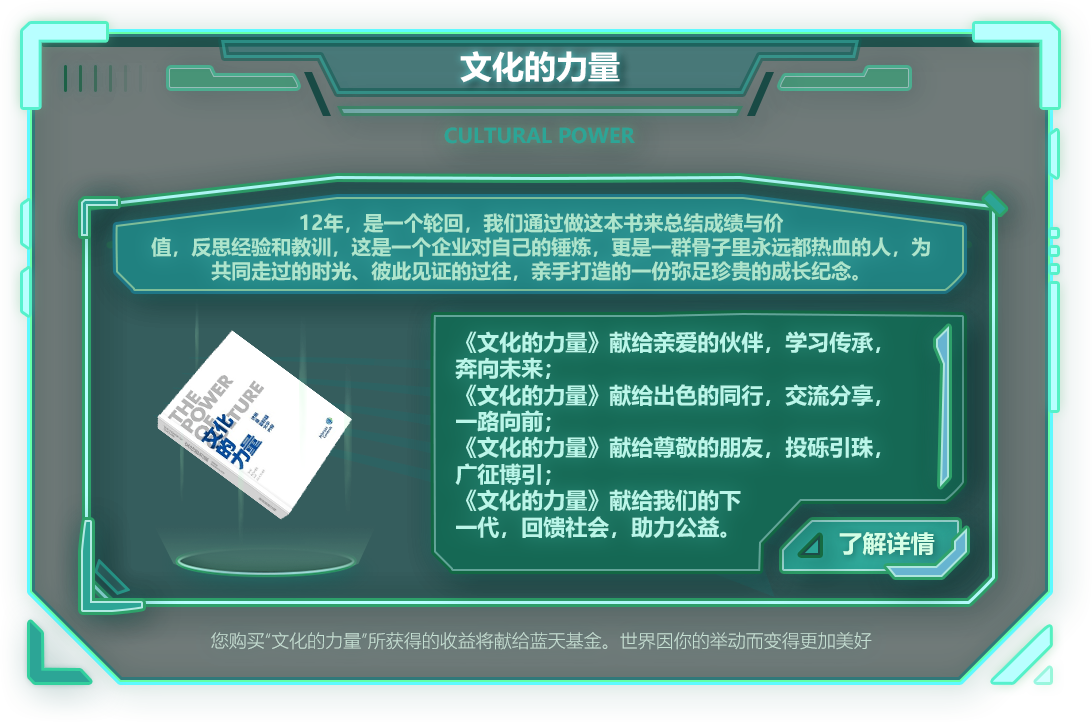 文化的力量
CULTURAL POWER
12年，是一个轮回，我们通过做这本书来总结成绩与价
值，反思经验和教训，这是一个企业对自己的锤炼，更是一群骨子里永远都热血的人，为
共同走过的时光、彼此见证的过往，亲手打造的一份弥足珍贵的成长纪念。
THE
POWER
OF CULTURE
文化
的力量
《文化的力量》献给亲爱的伙伴，学习传承，
奔向未来；
《文化的力量》献给出色的同行，交流分享，
一路向前；
《文化的力量》献给尊敬的朋友，投砾引珠，
广征博引；
《文化的力量》献给我们的下
一代，回馈社会，助力公益。
了解详情
您购买“文化的力量”所获得的收益将献给蓝天基金。世界因你的举动而变得更加美好